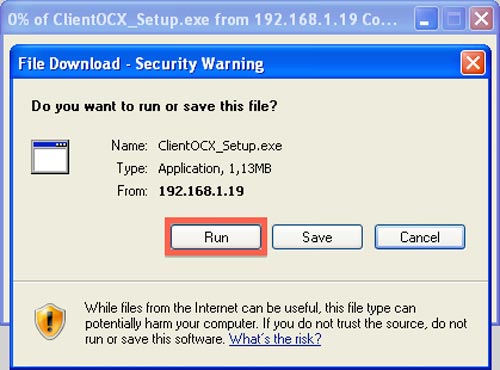 0% of ClientOCX_Setup.exe from 192.168.1.19 Co...
File Download - Security Warning
Do you want to run or save this file?
Name: ClientOCX_Setup.exe
Type: Application, 1,13MB
From: 192.168.1.19
Run Save Cancel
While files from the Internet can be useful, this file type can
potentially harm your computer. If you do not trust the source, do not
run or save this software. What's the risk?